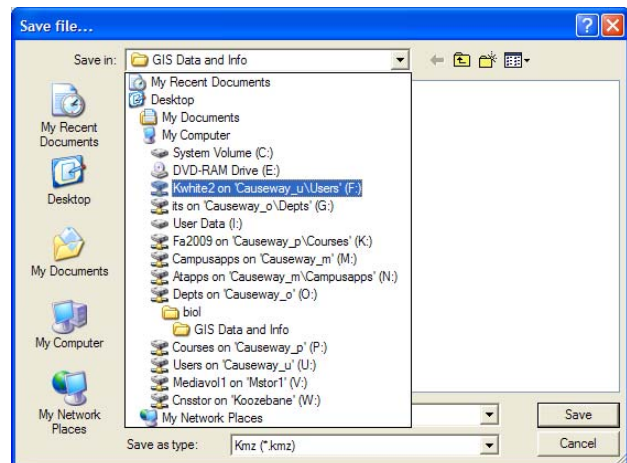 Save file...
Save in: GIS Data and Info
My Recent Documents
Desktop
My Documents
My Computer
System Volume (C:)
DVD-RAM Drive (E:)
Kwhite2 on 'Causeway_u\Users' (F:)
its on 'Causeway_o\Depts' (G:)
User Data (I:)
Fa2009 on 'Causeway_p\Courses' (K:)
Campusapps on 'Causeway_m' (M:)
Atapps on 'Causeway_m\Campusapps' (N:)
Depts on 'Causeway_o' (O:)
biol
GIS Data and Info
Courses on 'Causeway_p' (P:)
Users on 'Causeway_u' (U:)
Mediavol1 on 'Mstor1' (V:)
Cnsstor on 'Koozebane' (W:)
My Network Places
My Recent
Documents
Desktop
My Documents
My Computer
My Network
Places
Save
Save as type: Kmz (*.kmz)
Cancel